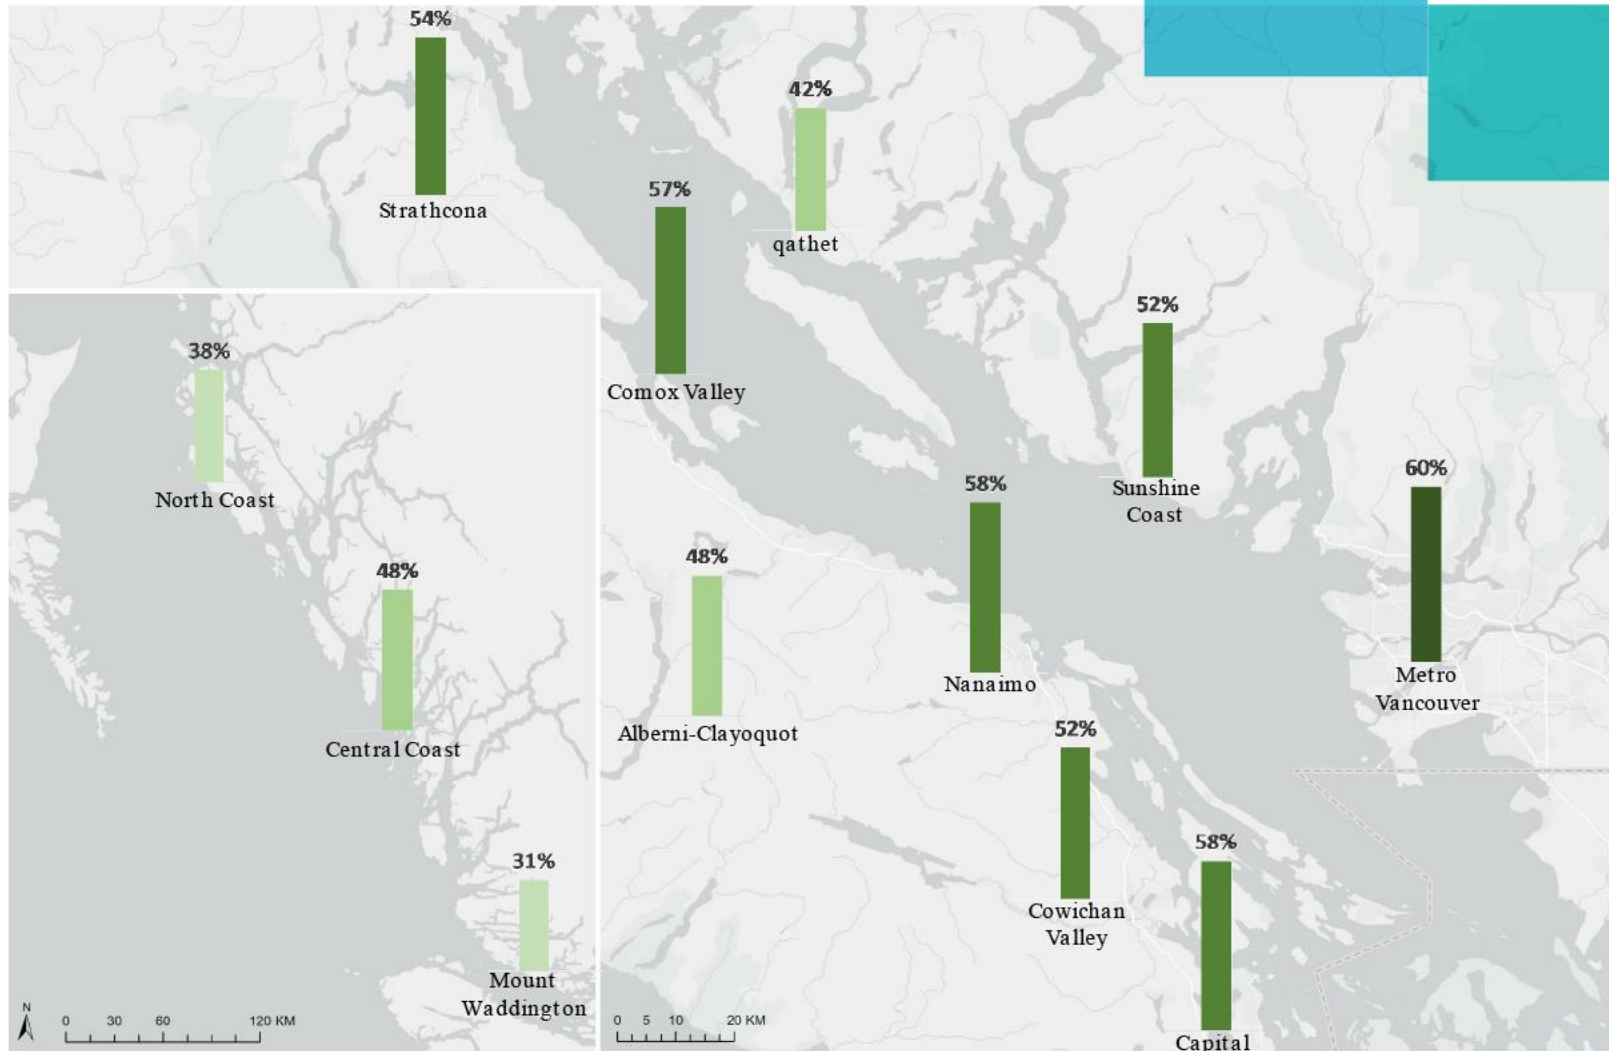 54%
Strathcona
42%
qathet
57%
Comox Valley
52%
Sunshine
Coast
60%
Metro
Vancouver
58%
Nanaimo
48%
Alberni-Clayoquot
52%
Cowichan
Valley
58%
Capital
38%
North Coast
48%
Central Coast
31%
Mount
Waddington
N
0 30 60 120 KM
0 5 10 20 KM